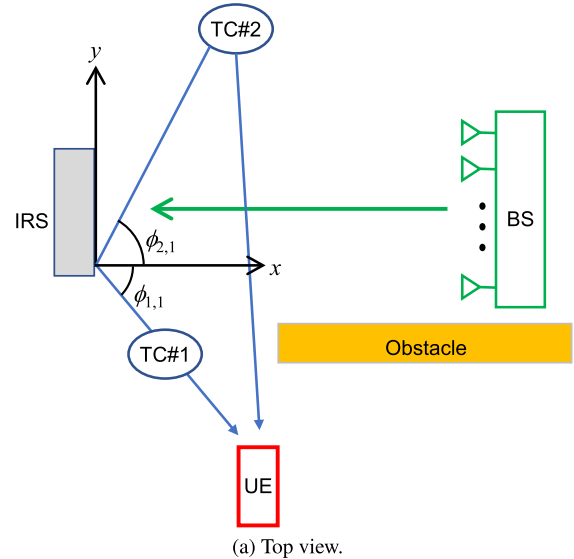 TC#2
y
IRS
BS
ϕ2,1
x
ϕ1,1
TC#1
Obstacle
UE
(a) Top view.